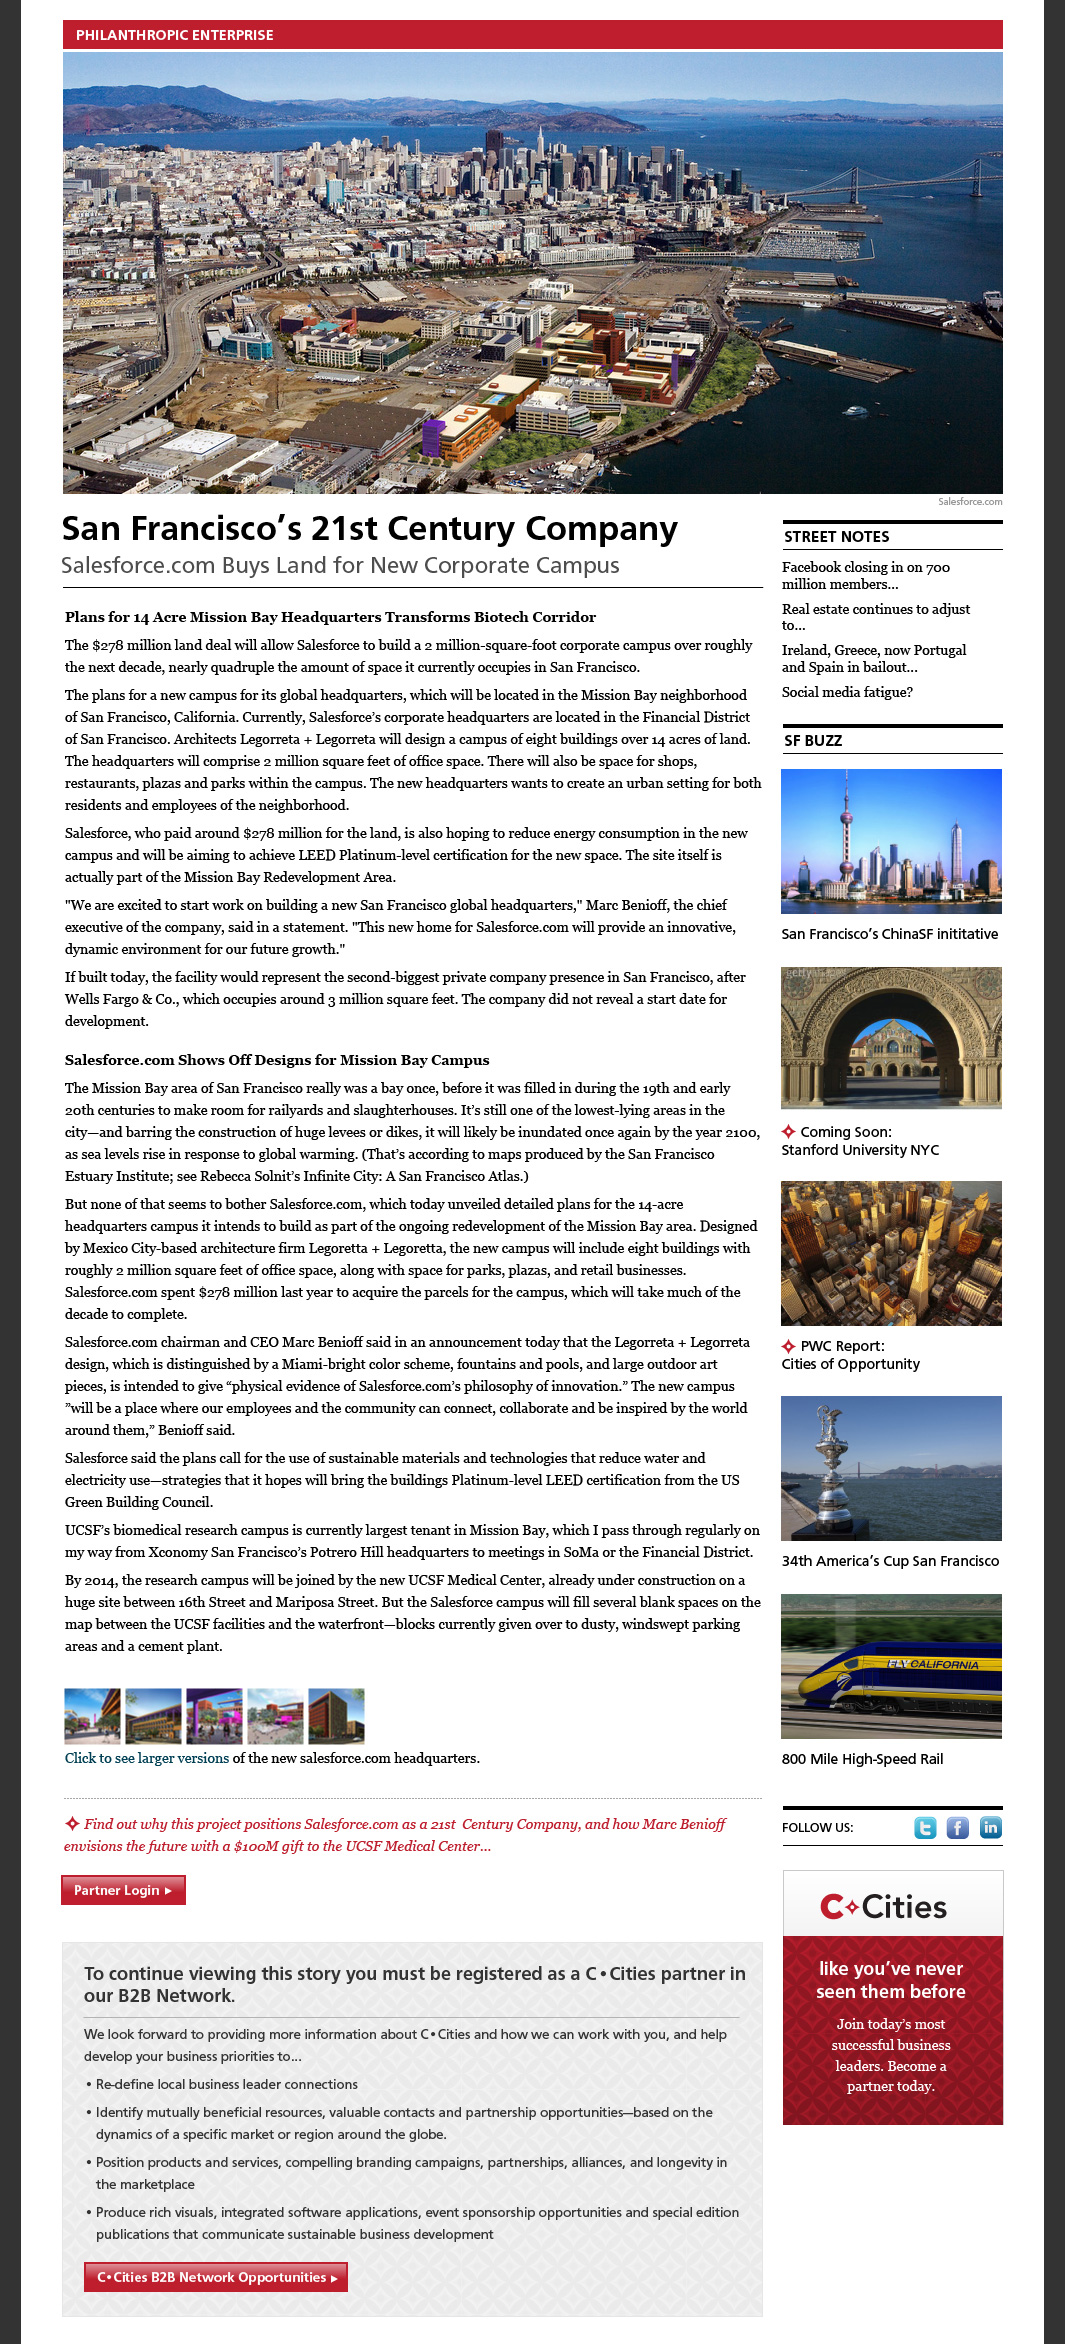 PHILANTHROPIC ENTERPRISE
Salesforce.com
San Francisco's 21st Century Company
Salesforce.com Buys Land for New Corporate Campus
Plans for 14 Acre Mission Bay Headquarters Transforms Biotech Corridor
The $278 million land deal will allow Salesforce to build a 2 million-square-foot corporate campus over roughly
the next decade, nearly quadruple the amount of space it currently occupies in San Francisco.
The plans for a new campus for its global headquarters, which will be located in the Mission Bay neighborhood
of San Francisco, California. Currently, Salesforce's corporate headquarters are located in the Financial District
of San Francisco. Architects Legorreta + Legorreta will design a campus of eight buildings over 14 acres of land.
The headquarters will comprise 2 million square feet of office space. There will also be space for shops,
restaurants, plazas and parks within the campus. The new headquarters wants to create an urban setting for both
residents and employees of the neighborhood.
Salesforce, who paid around $278 million for the land, is also hoping to reduce energy consumption in the new
campus and will be aiming to achieve LEED Platinum-level certification for the new space. The site itself is
actually part of the Mission Bay Redevelopment Area.
"We are excited to start work on building a new San Francisco global headquarters," Marc Benioff, the chief
executive of the company, said in a statement. "This new home for Salesforce.com will provide an innovative,
dynamic environment for our future growth."
If built today, the facility would represent the second-biggest private company presence in San Francisco, after
Wells Fargo & Co., which occupies around 3 million square feet. The company did not reveal a start date for
development.
Salesforce.com Shows Off Designs for Mission Bay Campus
The Mission Bay area of San Francisco really was a bay once, before it was filled in during the 19th and early
20th centuries to make room for railyards and slaughterhouses. It's still one of the lowest-lying areas in the
city—and barring the construction of huge levees or dikes, it will likely be inundated once again by the year 2100,
as sea levels rise in response to global warming. (That's according to maps produced by the San Francisco
Estuary Institute; see Rebecca Solnit's Infinite City: A San Francisco Atlas.)
But none of that seems to bother Salesforce.com, which today unveiled detailed plans for the 14-acre
headquarters campus it intends to build as part of the ongoing redevelopment of the Mission Bay area. Designed
by Mexico City-based architecture firm Legoretta + Legoretta, the new campus will include eight buildings with
roughly 2 million square feet of office space, along with space for parks, plazas, and retail businesses.
Salesforce.com spent $278 million last year to acquire the parcels for the campus, which will take much of the
decade to complete.
Salesforce.com chairman and CEO Marc Benioff said in an announcement today that the Legorreta + Legorreta
design, which is distinguished by a Miami-bright color scheme, fountains and pools, and large outdoor art
pieces, is intended to give “physical evidence of Salesforce.com's philosophy of innovation.” The new campus
”will be a place where our employees and the community can connect, collaborate and be inspired by the world
around them,” Benioff said.
Salesforce said the plans call for the use of sustainable materials and technologies that reduce water and
electricity use—strategies that it hopes will bring the buildings Platinum-level LEED certification from the US
Green Building Council.
UCSF's biomedical research campus is currently largest tenant in Mission Bay, which I pass through regularly on
my way from Xconomy San Francisco's Potrero Hill headquarters to meetings in SoMa or the Financial District.
By 2014, the research campus will be joined by the new UCSF Medical Center, already under construction on a
huge site between 16th Street and Mariposa Street. But the Salesforce campus will fill several blank spaces on the
map between the UCSF facilities and the waterfront—blocks currently given over to dusty, windswept parking
areas and a cement plant.
Click to see larger versions of the new salesforce.com headquarters.
Find out why this project positions Salesforce.com as a 21st Century Company, and how Marc Benioff
envisions the future with a $100M gift to the UCSF Medical Center...
Partner Login
To continue viewing this story you must be registered as a C•Cities partner in
our B2B Network.
We look forward to providing more information about C•Cities and how we can work with you, and help
develop your business priorities to...
• Re-define local business leader connections
• Identify mutually beneficial resources, valuable contacts and partnership opportunities—based on the
dynamics of a specific market or region around the globe.
• Position products and services, compelling branding campaigns, partnerships, alliances, and longevity in
the marketplace
• Produce rich visuals, integrated software applications, event sponsorship opportunities and special edition
publications that communicate sustainable business development
C•Cities B2B Network Opportunities
STREET NOTES
Facebook closing in on 700
million members...
Real estate continues to adjust
to...
Ireland, Greece, now Portugal
and Spain in bailout...
Social media fatigue?
SF BUZZ
San Francisco's ChinaSF inititative
getty
Coming Soon:
Stanford University NYC
PWC Report:
Cities of Opportunity
34th America's Cup San Francisco
FLY CALIFORNIA
800 Mile High-Speed Rail
FOLLOW US:
C Cities
like you've never
seen them before
Join today's most
successful business
leaders. Become a
partner today.